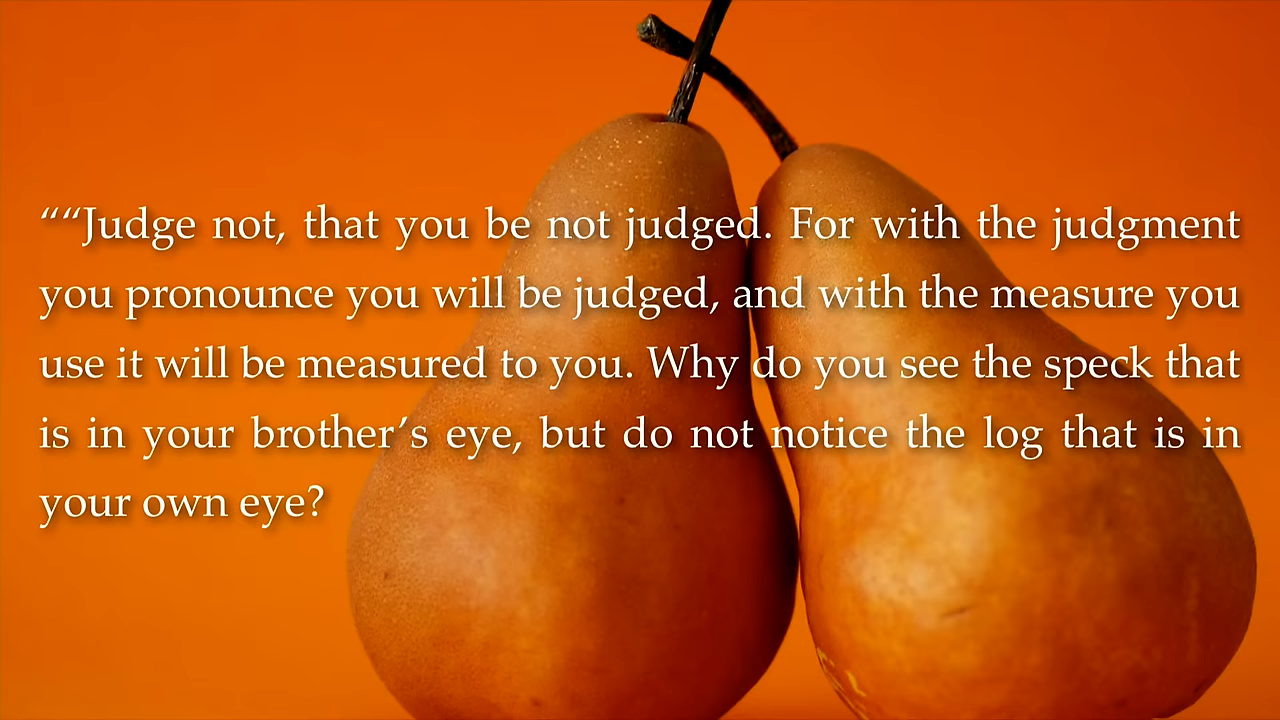 ““Judge not, that you be not judged. For with the judgment
you pronounce you will be judged, and with the measure you
use it will be measured to you. Why do you see the speck that
is in your brother’s eye, but do not notice the log that is in
your own eye?